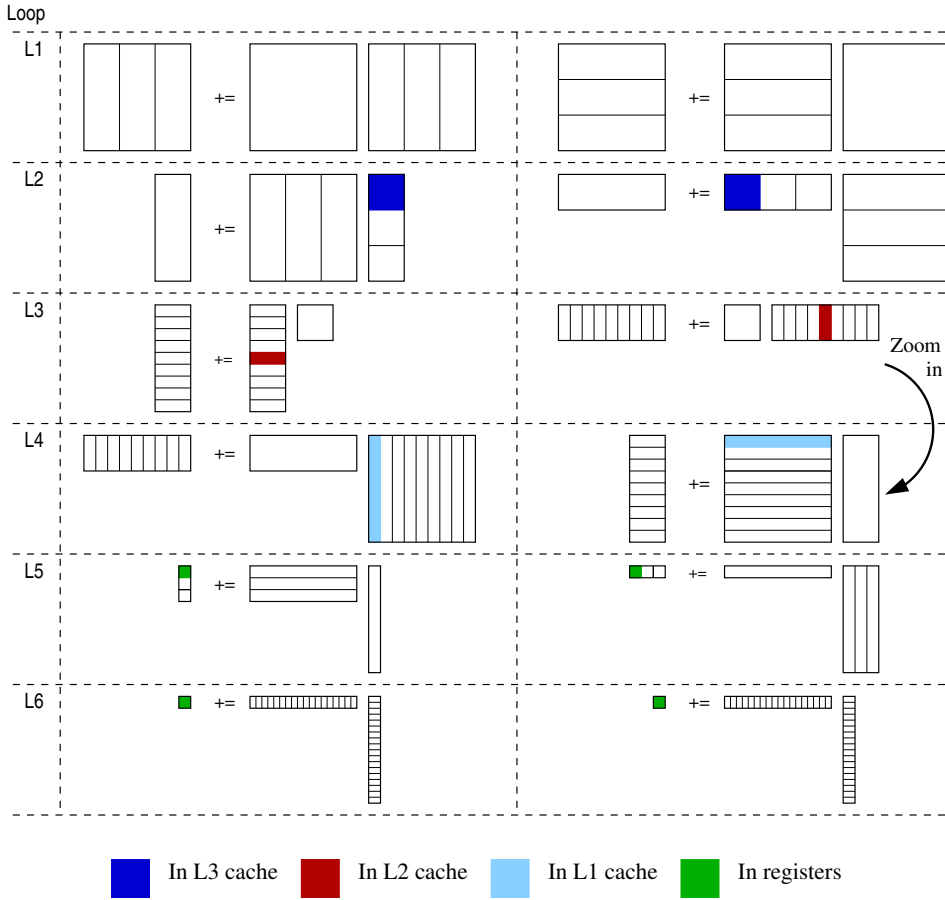 Loop
L1
+=
+=
L2
+=
+=
L3
+=
+=
Zoom
in
L4
+=
+=
L5
+=
+=
L6
+=
+=
In L3 cache
In L2 cache
In L1 cache
In registers